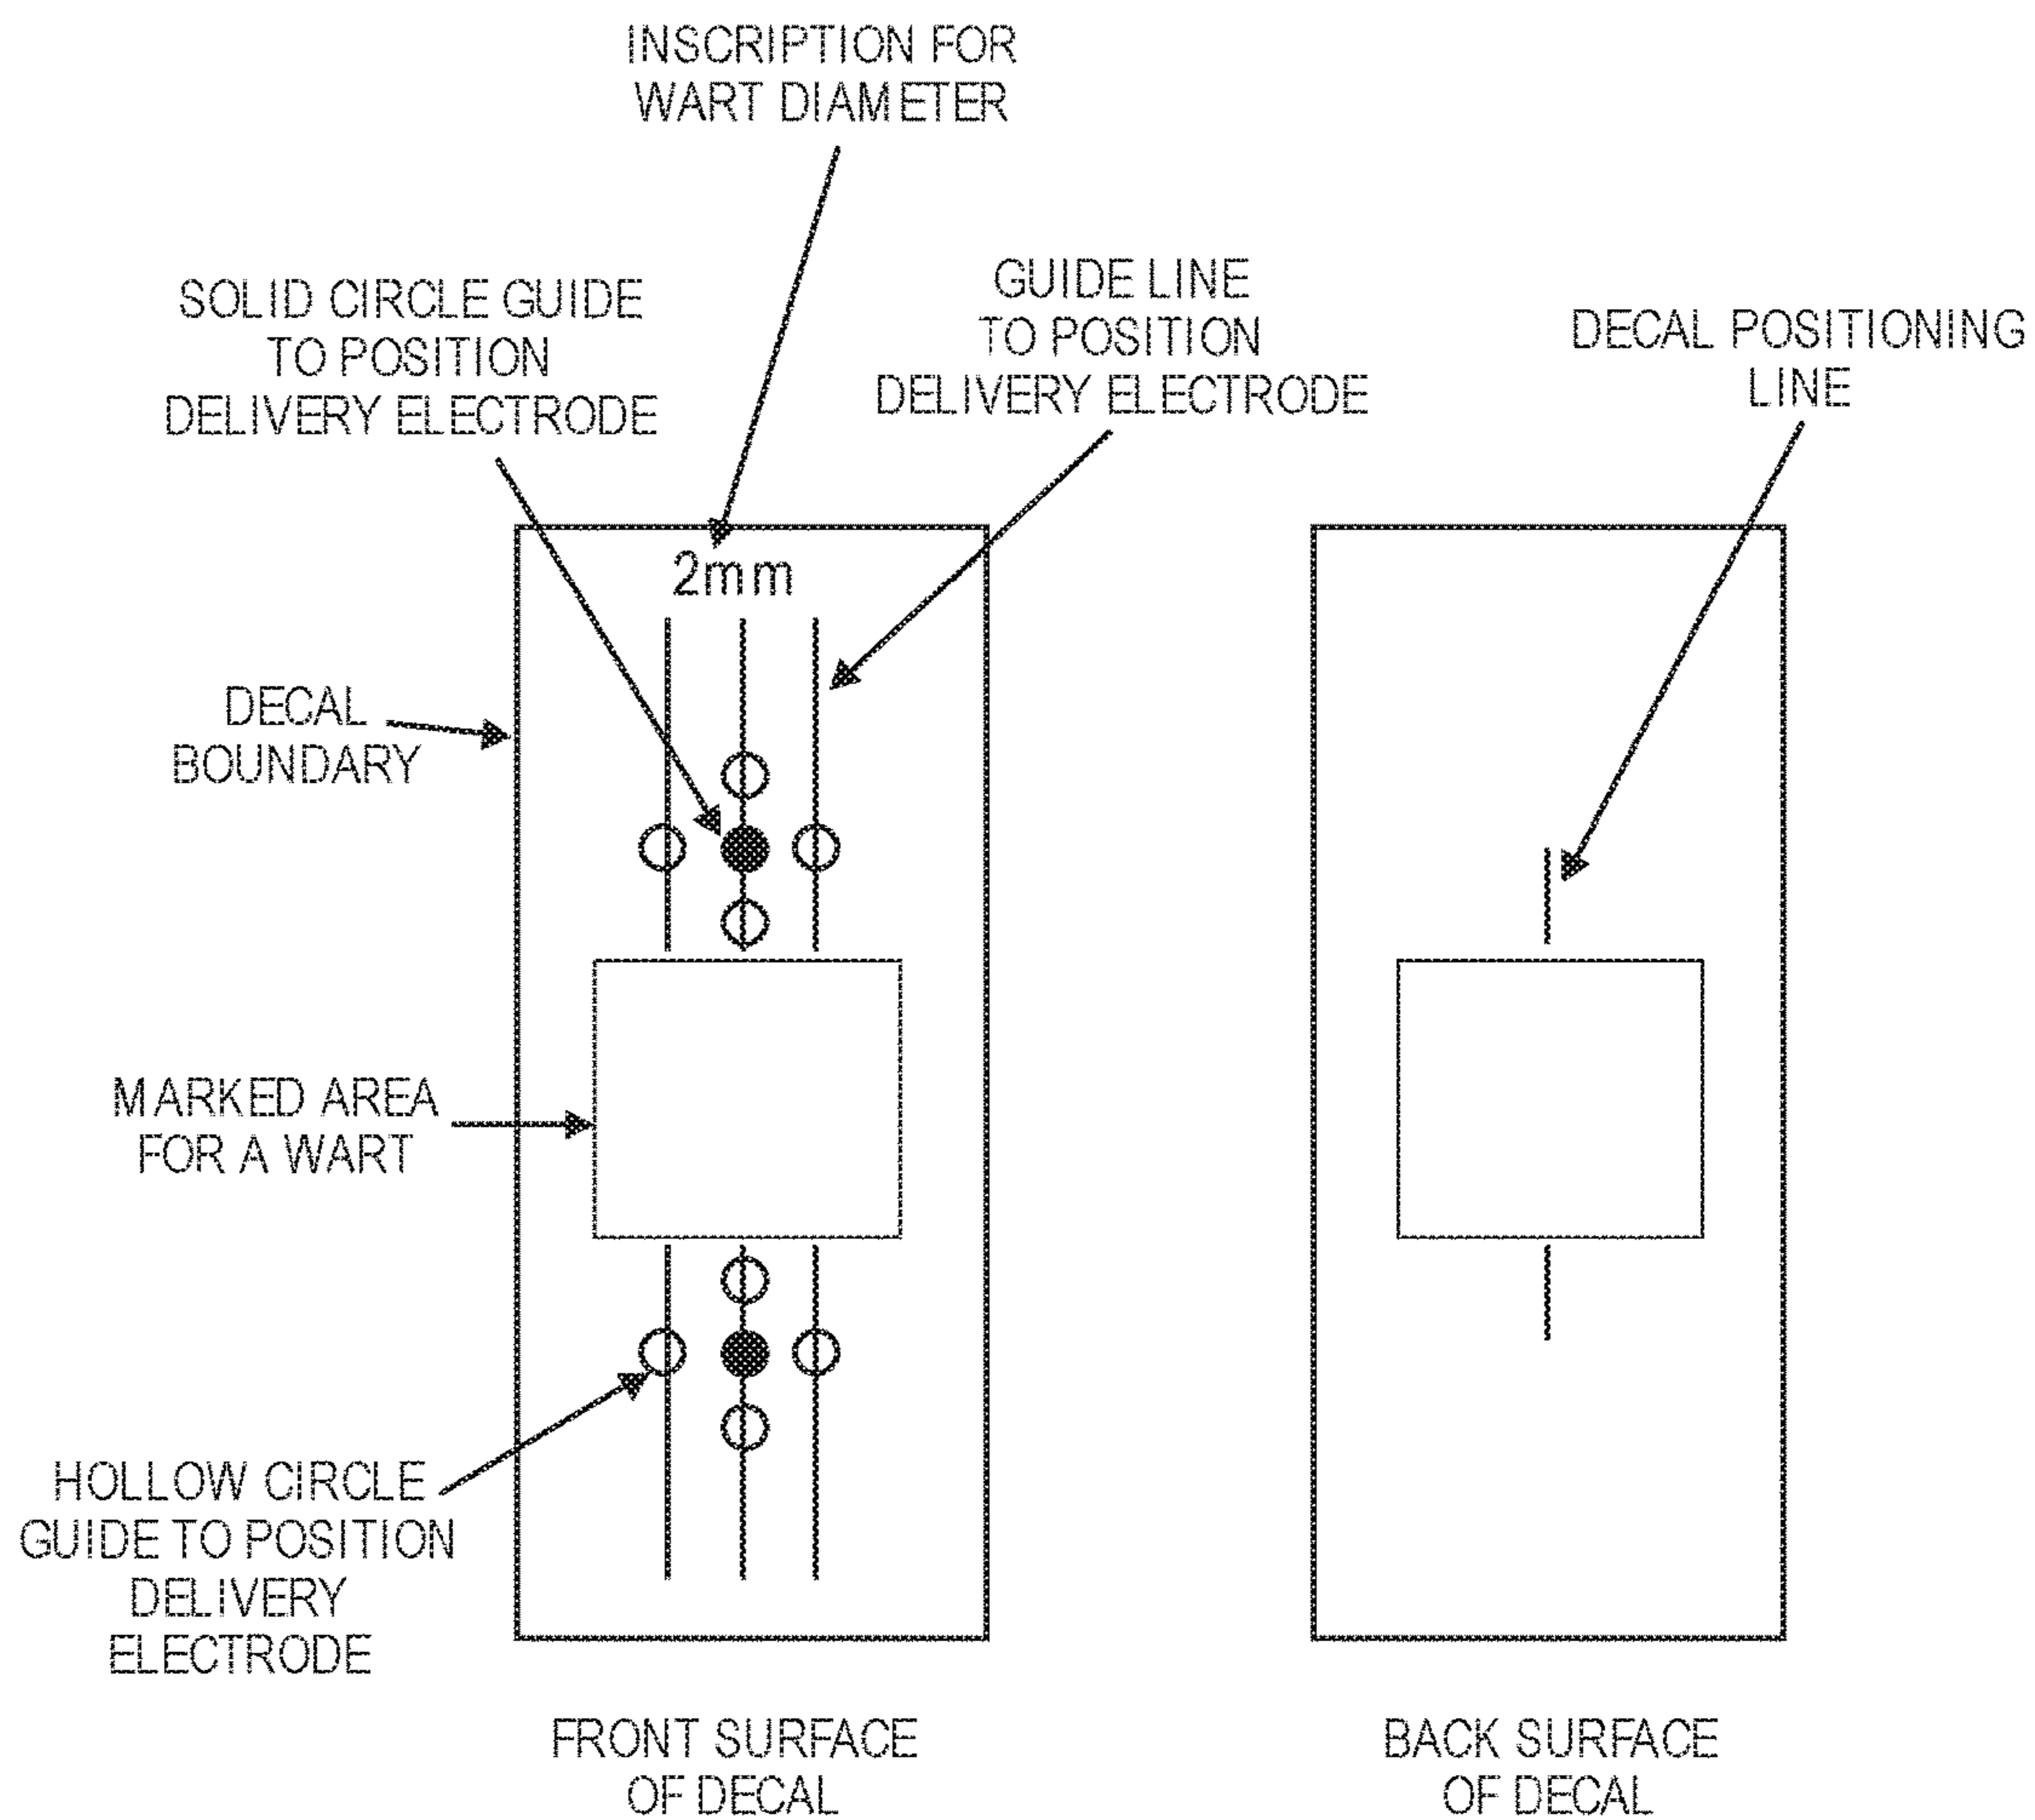 INSCRIPTION FOR
WART DIAMETER
SOLID CIRCLE GUIDE
TO POSITION
DELIVERY ELECTRODE
GUIDE LINE
TO POSITION
DELIVERY ELECTRODE
DECAL POSITIONING
LINE
2mm
DECAL
BOUNDARY
MARKED AREA
FOR A WART
HOLLOW CIRCLE
GUIDE TO POSITION
DELIVERY
ELECTRODE
FRONT SURFACE
OF DECAL
BACK SURFACE
OF DECAL